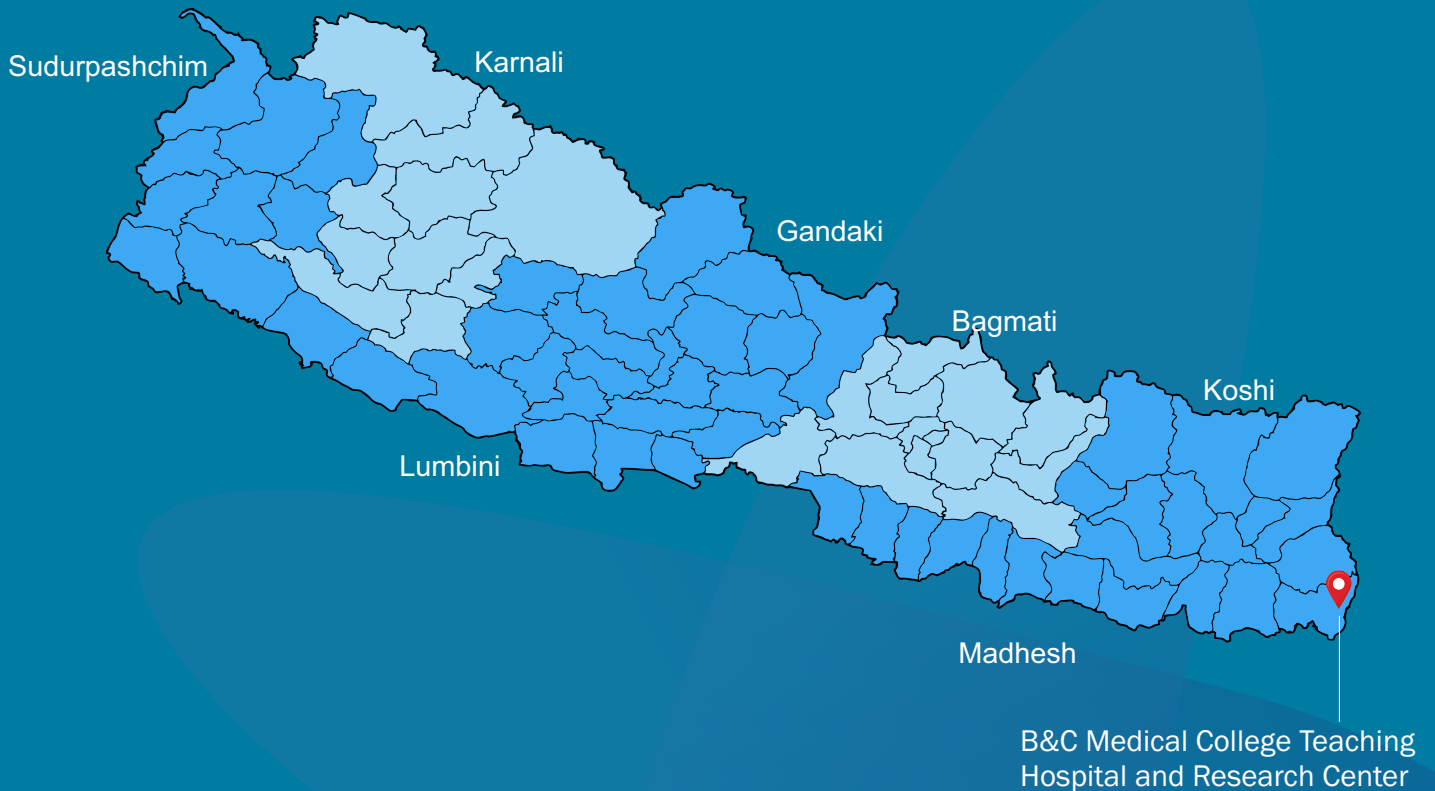 Sudurpashchim
Karnali
Gandaki
Bagmati
Koshi
Lumbini
Madhesh
B&C Medical College Teaching
Hospital and Research Center